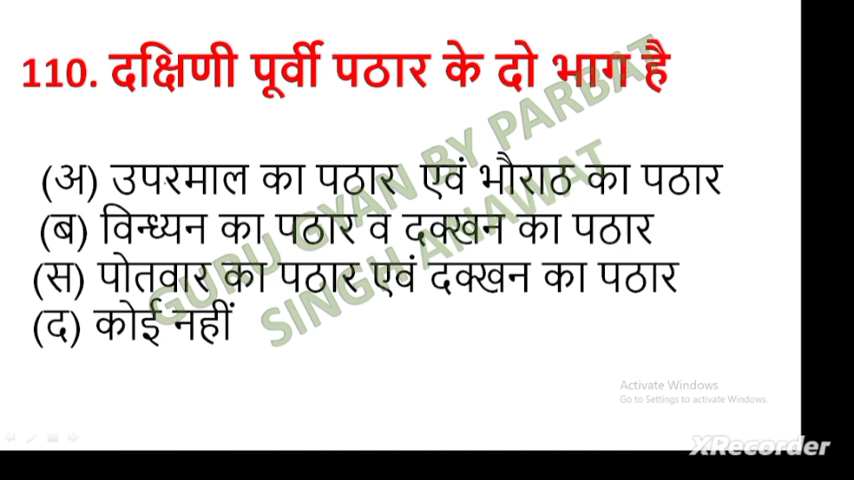 110. दक्षिणी पूर्वी पठार के दो भाग है
(अ) उपरमाल का पठार एवं भौराठ का पठार
(ब) विन्ध्यन का पठार व दक्खन का पठार
(स) पोतवार का पठार एवं दक्खन का पठार
(द) कोई नहीं
GURU GYAN BY PARBAT
SINGH AHAWAT
Activate Windows
Go to Settings to activate Windows.
XRecorder